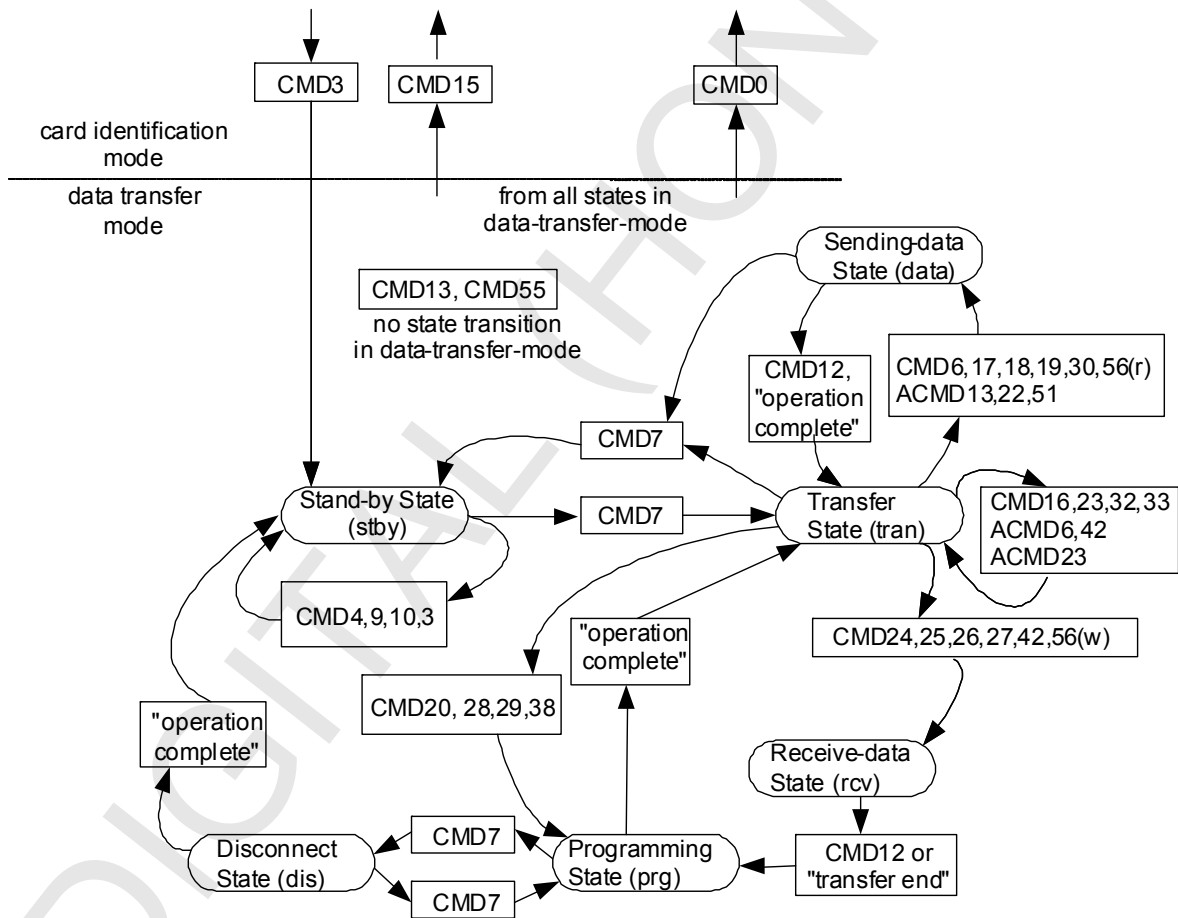 CMD3
CMD15
CMD0
card identification
mode
data transfer
mode
from all states in
data-transfer-mode
Sending-data
State (data)
CMD13, CMD55
no state transition
in data-transfer-mode
CMD12,
"operation
complete"
CMD6,17,18,19,30,56(r)
ACMD13,22,51
CMD7
Stand-by State
(stby)
CMD7
Transfer
State (tran)
CMD16,23,32,33
ACMD6,42
ACMD23
CMD4,9,10,3
"operation
complete"
CMD24,25,26,27,42,56(w)
CMD20, 28,29,38
"operation
complete"
Receive-data
State (rcv)
Disconnect
State (dis)
CMD7
CMD7
Programming
State (prg)
CMD12 or
"transfer end"
DIGITAL (HON